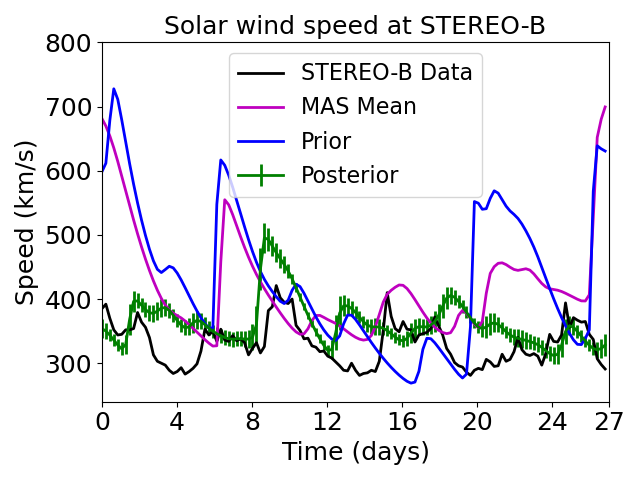 Solar wind speed at STEREO-B
800
700
600
500
400
300
Speed (km/s)
STEREO-B Data
MAS Mean
Prior
Posterior
0 4 8 12 16 20 24 27
Time (days)